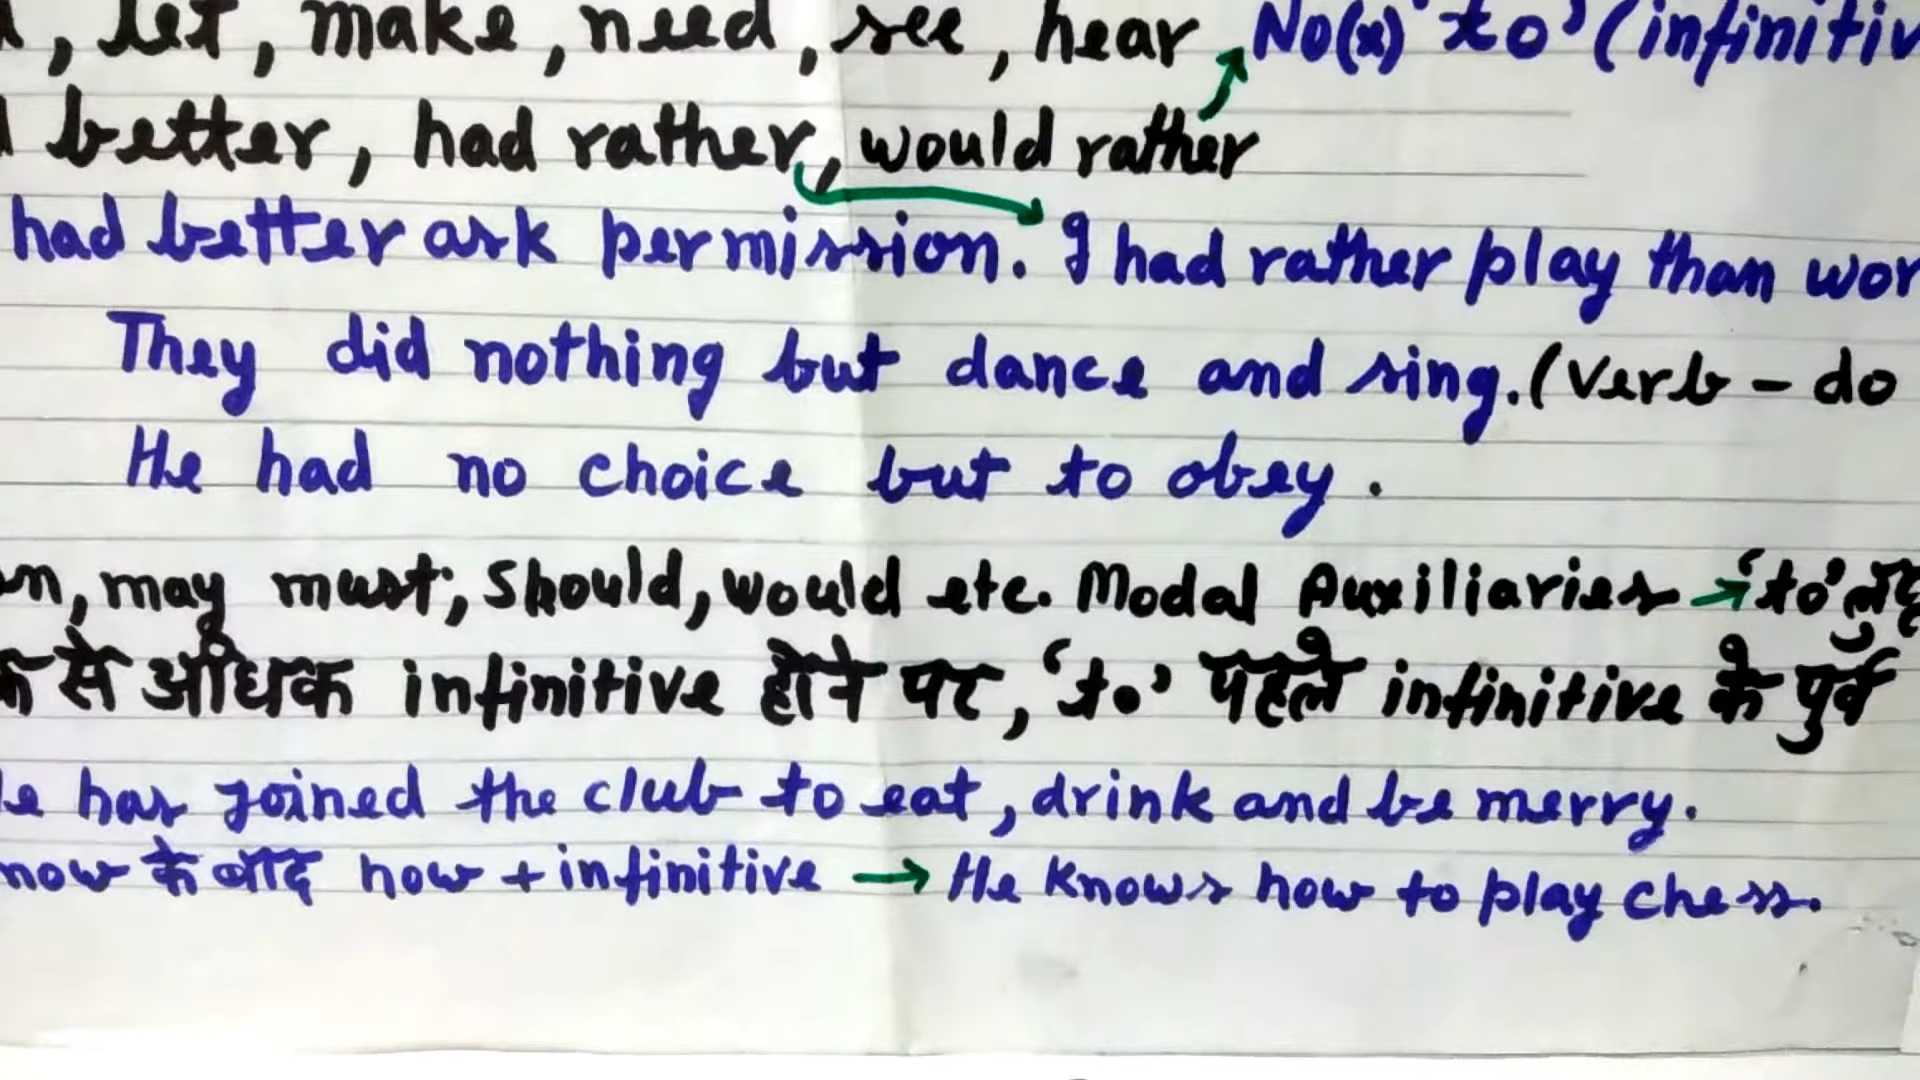 , let, make, need, see, hear No(x) 'to' (infinitiv
better, had rather, would rather
had better ask permission. I had rather play than wor
They did nothing but dance and sing. (Verb - do
He had no choice but to obey.
may must, Should, would etc. Modal Auxiliaries → 'to'
से अधिक infinitive होने पर, 'to' पहले infinitive के पुर्व
has joined the club to eat, drink and be merry.
now के बाद how + infinitive → He knows how to play chess.